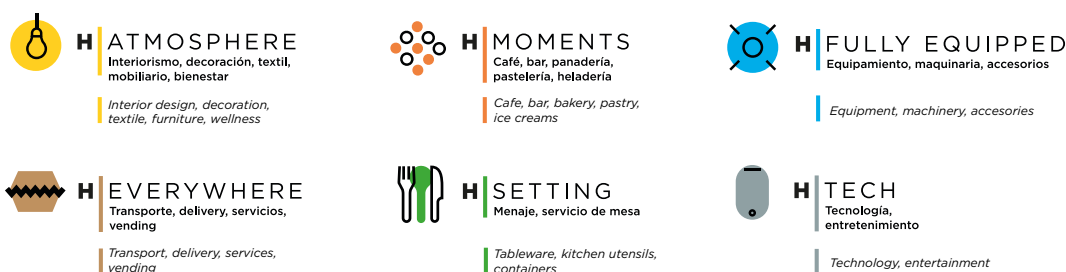 H ATMOSPHERE
Interiorismo, decoración, textil,
mobiliario, bienestar
Interior design, decoration,
textile, furniture, wellness
H MOMENTS
Café, bar, panadería,
pastelería, heladería
Cafe, bar, bakery, pastry,
ice creams
H FULLY EQUIPPED
Equipamiento, maquinaria, accesorios
Equipment, machinery, accesories
H EVERYWHERE
Transporte, delivery, servicios,
vending
Transport, delivery, services,
vending
H SETTING
Menaje, servicio de mesa
Tableware, kitchen utensils,
containers
H TECH
Tecnología,
entretenimiento
Technology, entertainment